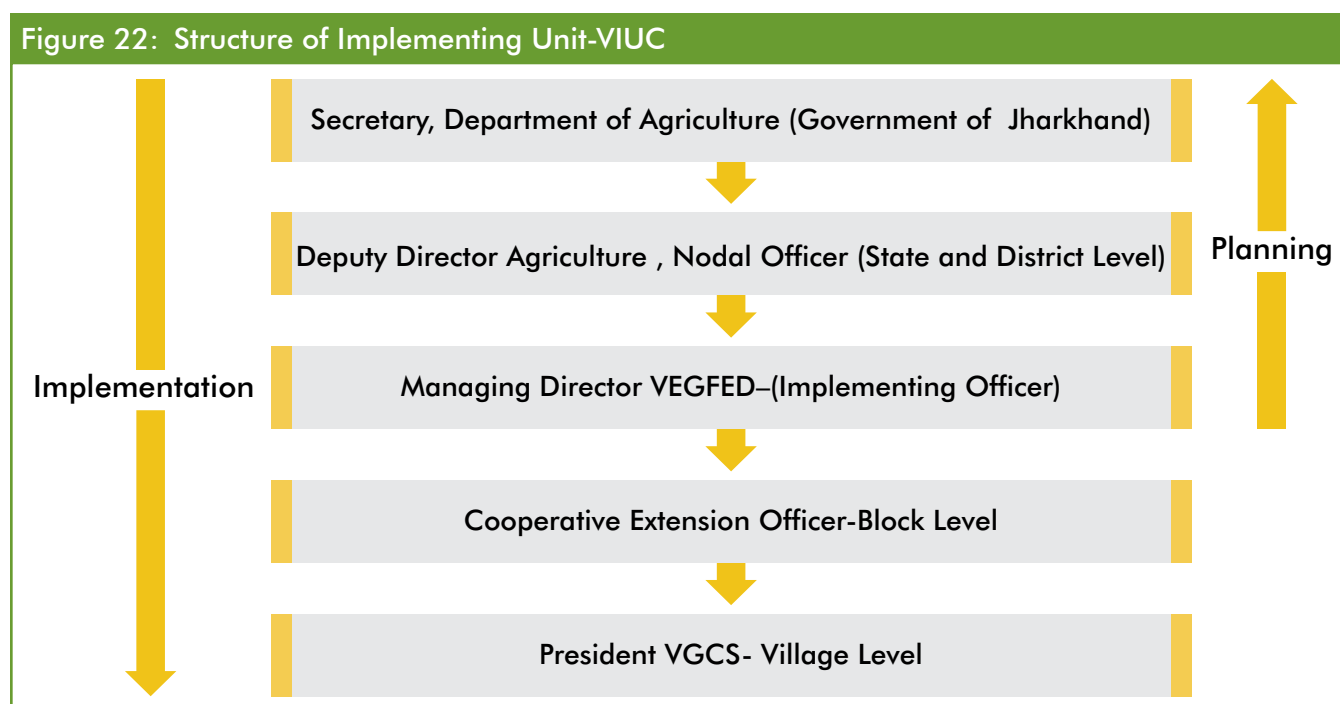 Figure 22: Structure of Implementing Unit-VIUC
Secretary, Department of Agriculture (Government of Jharkhand)
Deputy Director Agriculture , Nodal Officer (State and District Level)
Planning
Implementation
Managing Director VEGFED–(Implementing Officer)
Cooperative Extension Officer-Block Level
President VGCS- Village Level